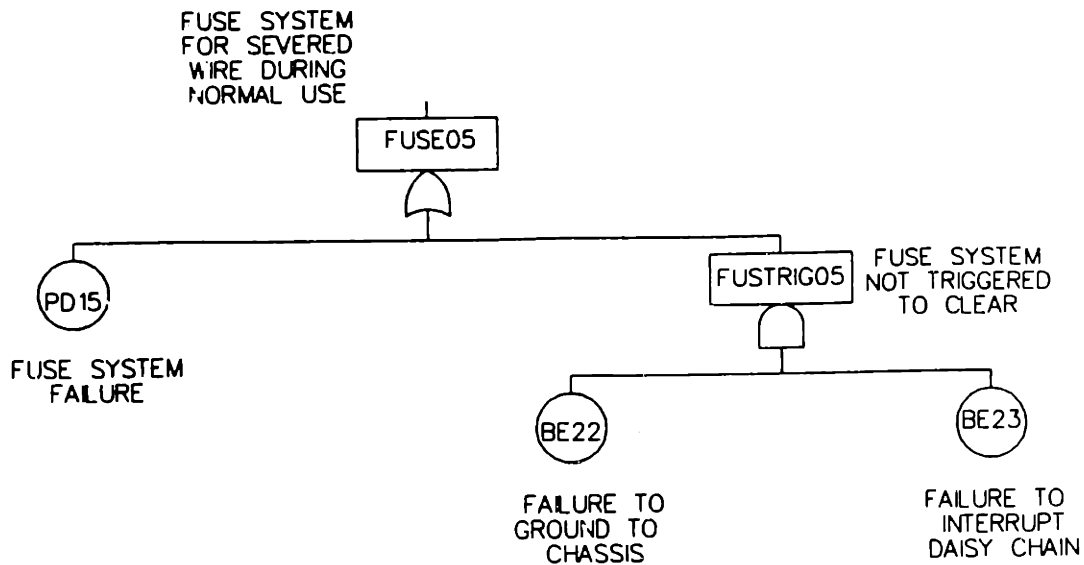 FUSE SYSTEM
FOR SEVERED
WIRE DURING
NORMAL USE
FUSE05
PD15
FUSE SYSTEM
FAILURE
FUSTRIG05
FUSE SYSTEM
NOT TRIGGERED
TO CLEAR
BE22
FAILURE TO
GROUND TO
CHASSIS
BE23
FAILURE TO
INTERRUPT
DAISY CHAIN